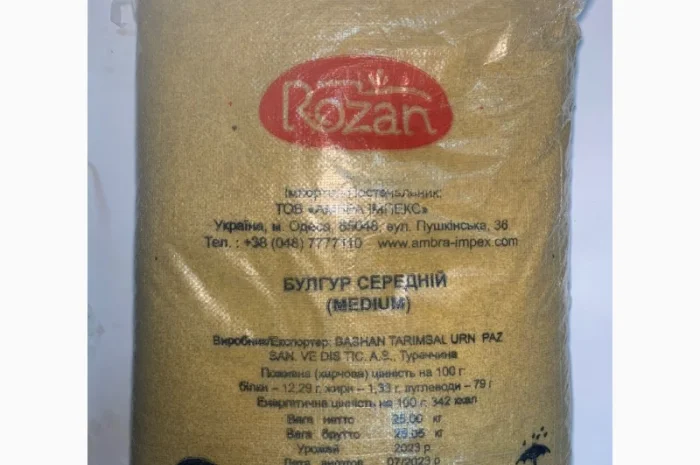 Rozan
Імпортер/Постачальник:
ТОВ «АМБРА ІМПЕКС»
Україна, м. Одеса, 65048, вул. Пушкінська, 36
Тел. : +38 (048) 7777110 www.ambra-impex.com
БУЛГУР СЕРЕДНІЙ
(MEDIUM)
Виробник/Експортер: BASHAN TARIMSAL URN PAZ
SAN. VE DIS TIC. A.S., Туреччина
Поживна (харчова) цінність на 100 г:
білки – 12,29 г, жири – 1,33 г, вуглеводи – 79 г
Енергетична цінність на 100 г: 342 ккал
Вага нетто 25,00 кг
Вага брутто 25,05 кг
Урожай 2023 р
Дата виготов 07/2023 р